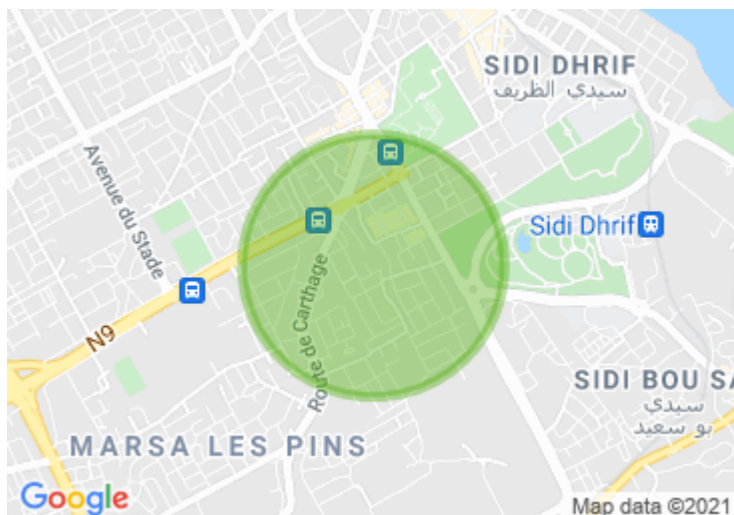 SIDI DHRIF
سيدي الظريف
Avenue du Stade
Sidi Dhrif
Route de Carthage
N9
SIDI BOU SA
سيدي
بو سعيد
MARSA LES PINS
Google
Map data ©2021